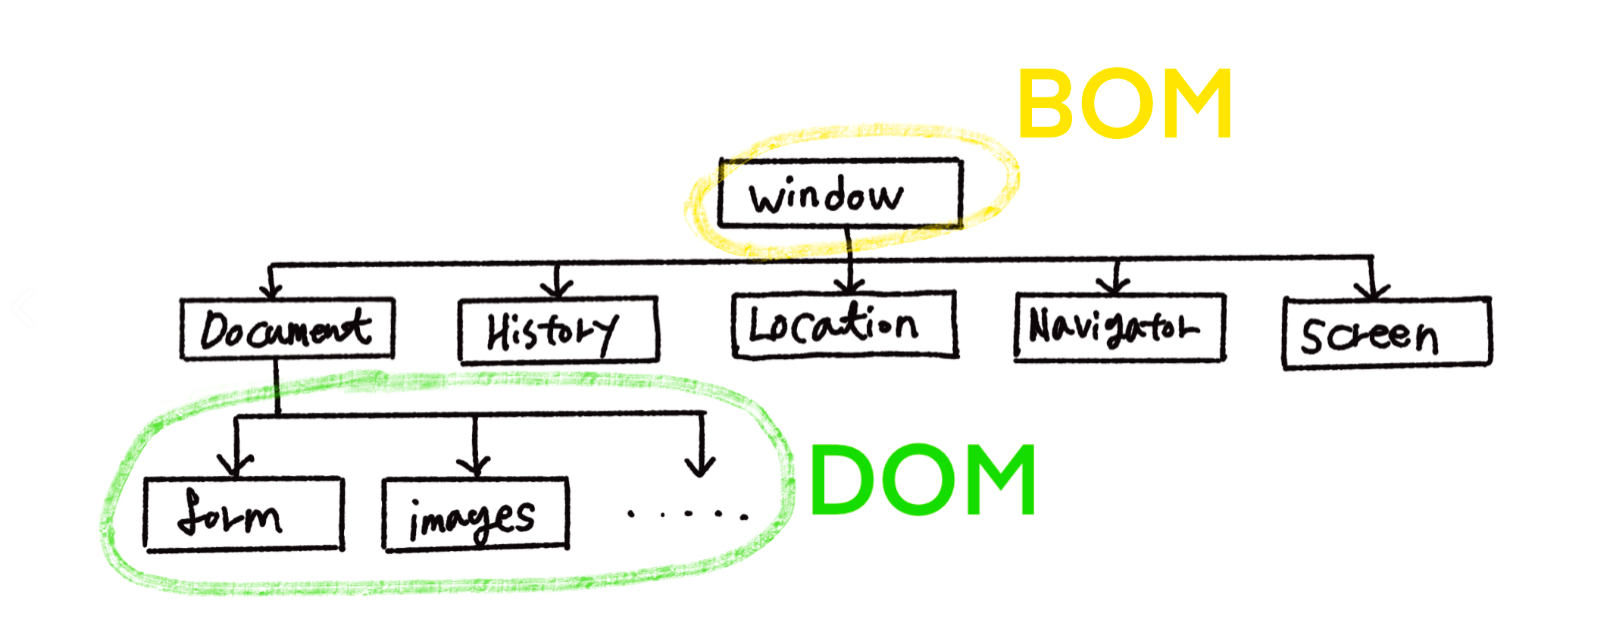 BOM
Window
Document
History
Location
Navigator
Screen
form
images
.....
DOM